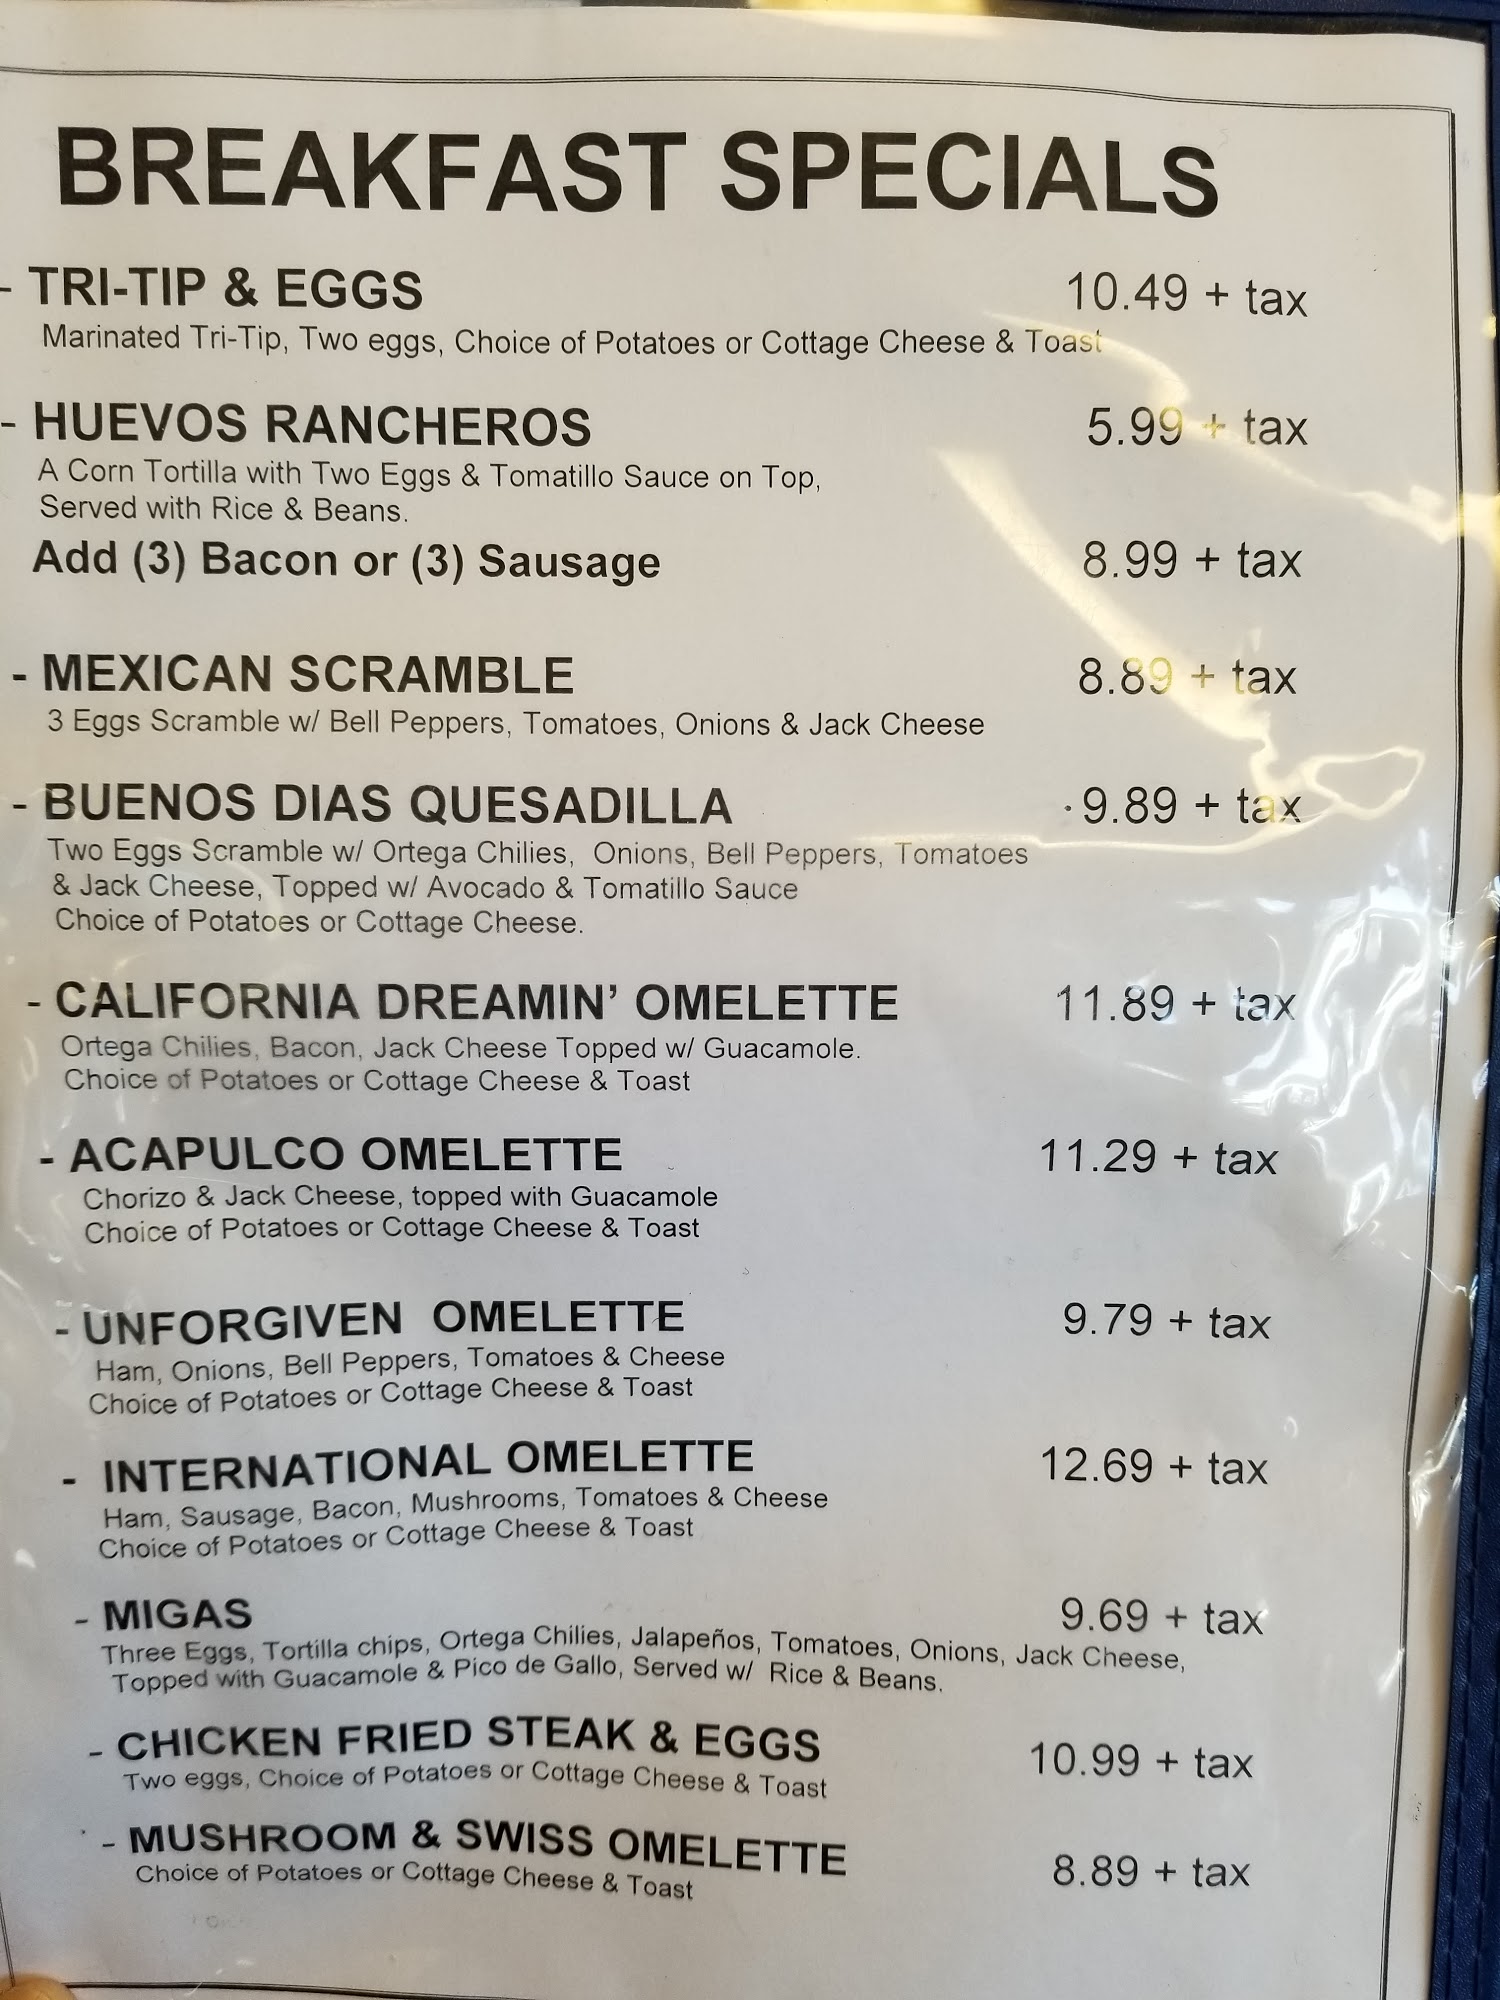 BREAKFAST SPECIALS
- TRI-TIP & EGGS 10.49 + tax
Marinated Tri-Tip, Two eggs, Choice of Potatoes or Cottage Cheese & Toast
- HUEVOS RANCHEROS 5.99 + tax
A Corn Tortilla with Two Eggs & Tomatillo Sauce on Top,
Served with Rice & Beans.
Add (3) Bacon or (3) Sausage 8.99 + tax
- MEXICAN SCRAMBLE 8.89 + tax
3 Eggs Scramble w/ Bell Peppers, Tomatoes, Onions & Jack Cheese
- BUENOS DIAS QUESADILLA 9.89 + tax
Two Eggs Scramble w/ Ortega Chilies, Onions, Bell Peppers, Tomatoes
& Jack Cheese, Topped w/ Avocado & Tomatillo Sauce
Choice of Potatoes or Cottage Cheese.
- CALIFORNIA DREAMIN' OMELETTE 11.89 + tax
Ortega Chilies, Bacon, Jack Cheese Topped w/ Guacamole.
Choice of Potatoes or Cottage Cheese & Toast
- ACAPULCO OMELETTE 11.29 + tax
Chorizo & Jack Cheese, topped with Guacamole
Choice of Potatoes or Cottage Cheese & Toast
- UNFORGIVEN OMELETTE 9.79 + tax
Ham, Onions, Bell Peppers, Tomatoes & Cheese
Choice of Potatoes or Cottage Cheese & Toast
- INTERNATIONAL OMELETTE 12.69 + tax
Ham, Sausage, Bacon, Mushrooms, Tomatoes & Cheese
Choice of Potatoes or Cottage Cheese & Toast
- MIGAS 9.69 + tax
Three Eggs, Tortilla chips, Ortega Chilies, Jalapeños, Tomatoes, Onions, Jack Cheese,
Topped with Guacamole & Pico de Gallo, Served w/ Rice & Beans.
- CHICKEN FRIED STEAK & EGGS 10.99 + tax
Two eggs, Choice of Potatoes or Cottage Cheese & Toast
- MUSHROOM & SWISS OMELETTE 8.89 + tax
Choice of Potatoes or Cottage Cheese & Toast